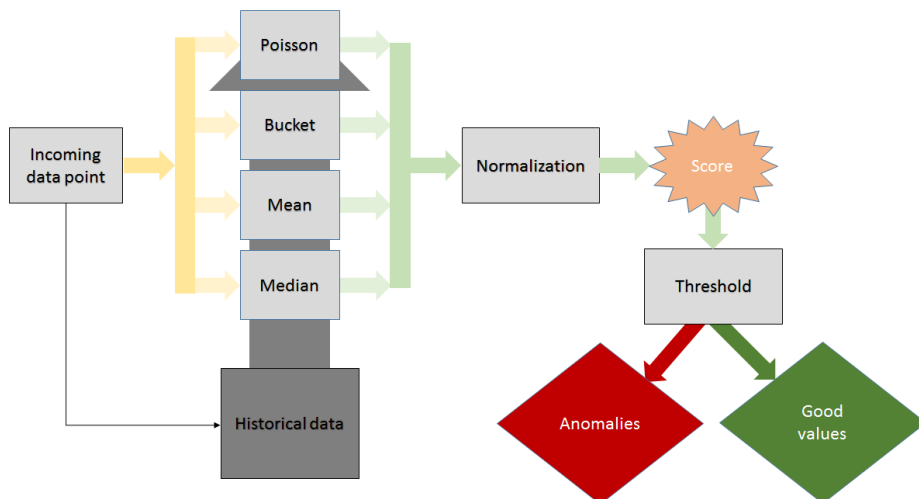 Poisson
Bucket
Incoming
data point
Normalization
Score
Mean
Median
Threshold
Historical data
Anomalies
Good
values